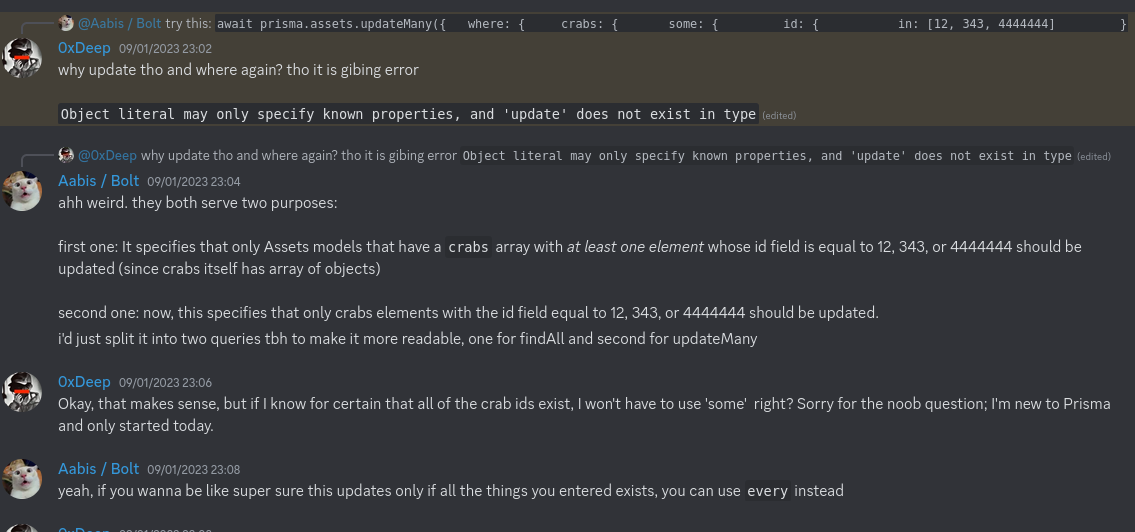 @Aabis / Bolt try this: await prisma.assets.updateMany({ where: { crabs: { some: { id: { in: [12, 343, 4444444] }
0xDeep 09/01/2023 23:02
why update tho and where again? tho it is gibing error
Object literal may only specify known properties, and 'update' does not exist in type (edited)
@0xDeep why update tho and where again? tho it is gibing error Object literal may only specify known properties, and 'update' does not exist in type (edited)
Aabis / Bolt 09/01/2023 23:04
ahh weird. they both serve two purposes:
first one: It specifies that only Assets models that have a crabs array with at least one element whose id field is equal to 12, 343, or 4444444 should be
updated (since crabs itself has array of objects)
second one: now, this specifies that only crabs elements with the id field equal to 12, 343, or 4444444 should be updated.
i'd just split it into two queries tbh to make it more readable, one for findAll and second for updateMany
0xDeep 09/01/2023 23:06
Okay, that makes sense, but if I know for certain that all of the crab ids exist, I won't have to use 'some' right? Sorry for the noob question; I'm new to Prisma
and only started today.
Aabis / Bolt 09/01/2023 23:08
yeah, if you wanna be like super sure this updates only if all the things you entered exists, you can use every instead